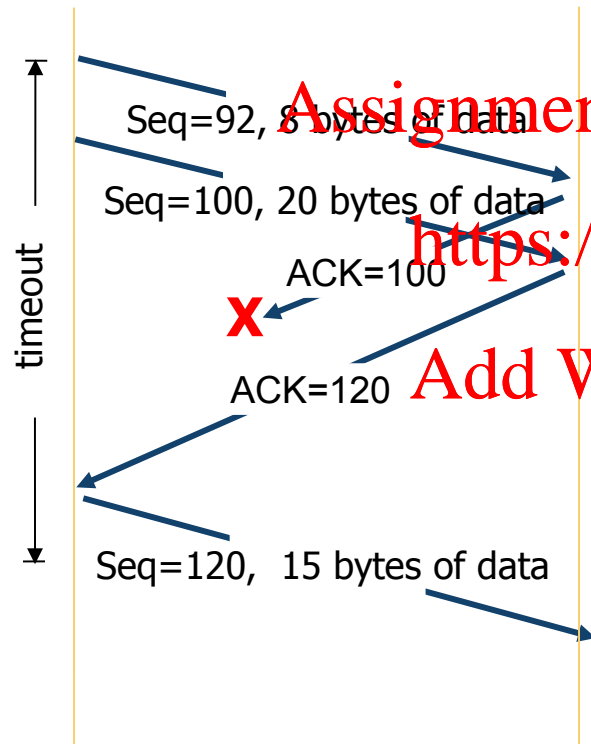 Seq=92, 8 bytes of data
Seq=100, 20 bytes of data
ACK=100
X
timeout
ACK=120
Seq=120, 15 bytes of data
https:/
Add